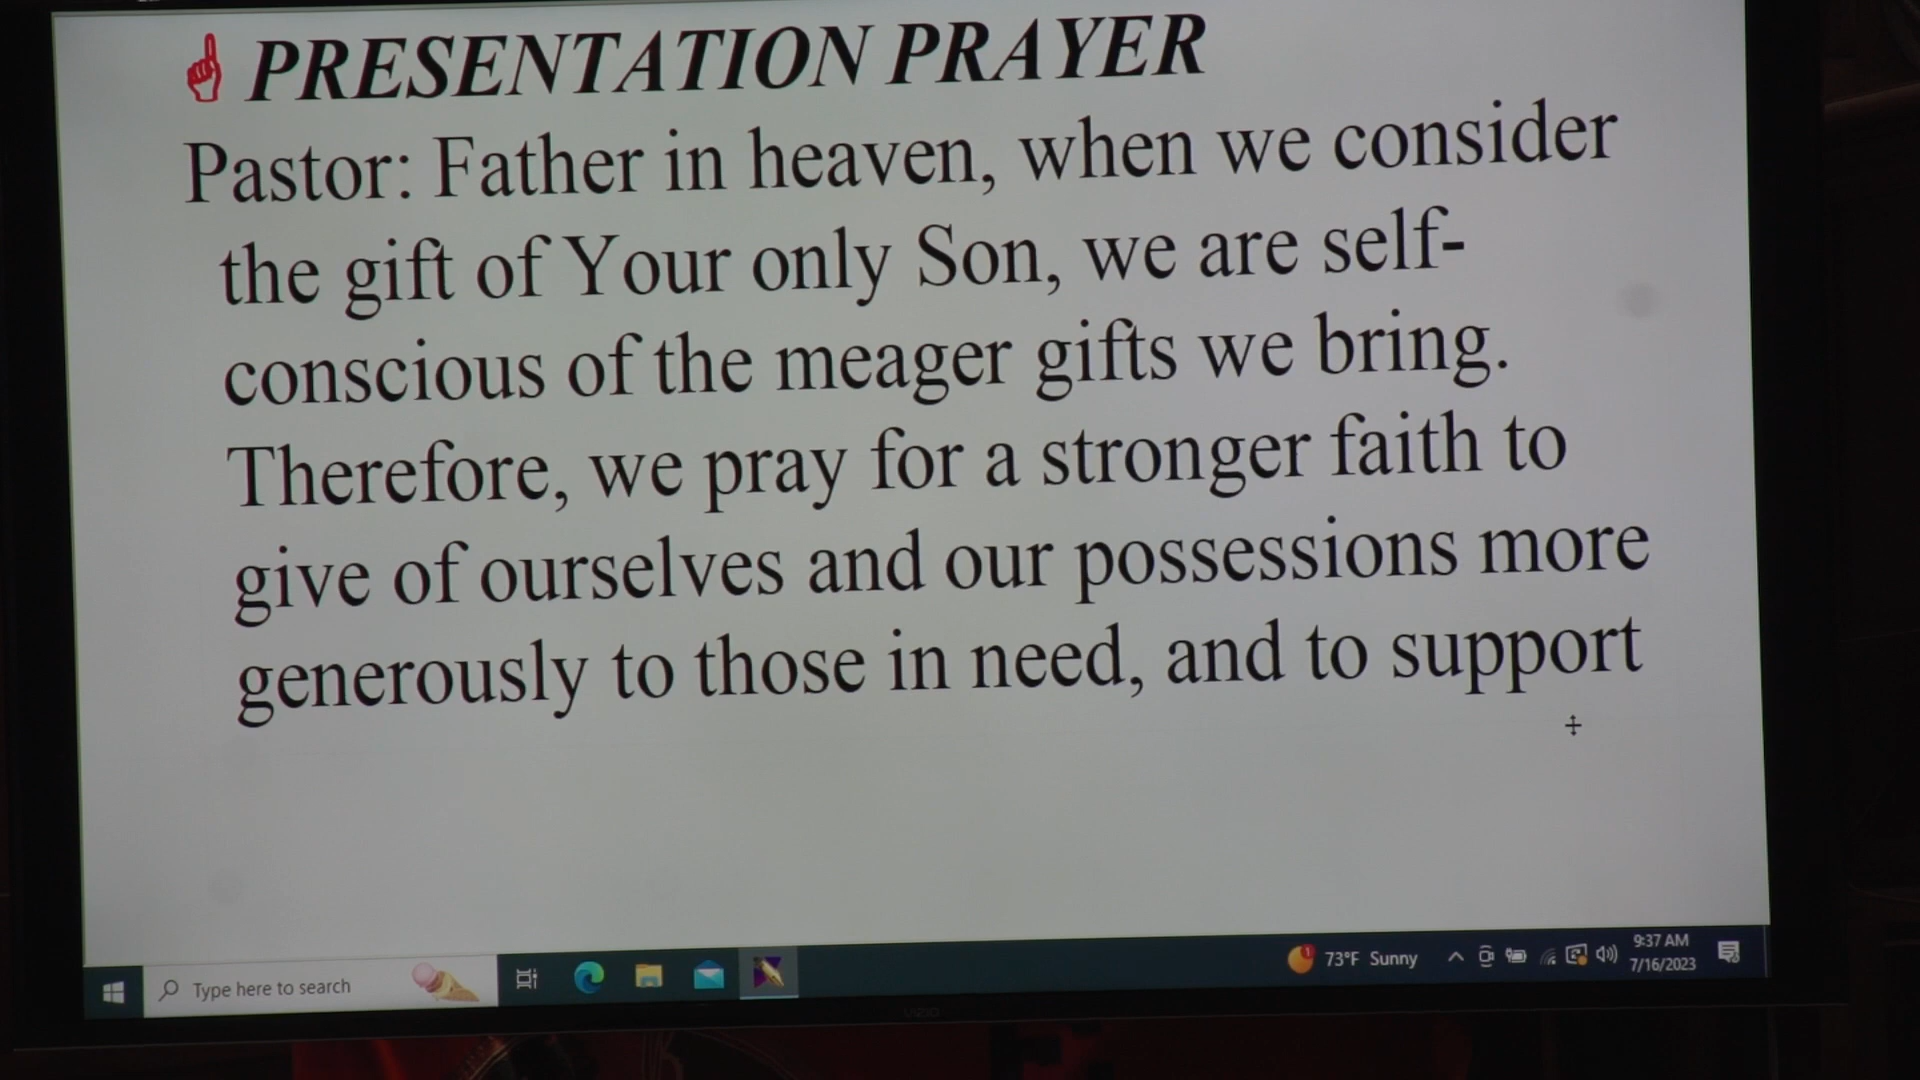 PRESENTATION PRAYER
Pastor: Father in heaven, when we consider
the gift of Your only Son, we are self-
conscious of the meager gifts we bring.
Therefore, we pray for a stronger faith to
give of ourselves and our possessions more
generously to those in need, and to support
Type here to search
1
73°F Sunny
9:37 AM
7/16/2023
VIZIO